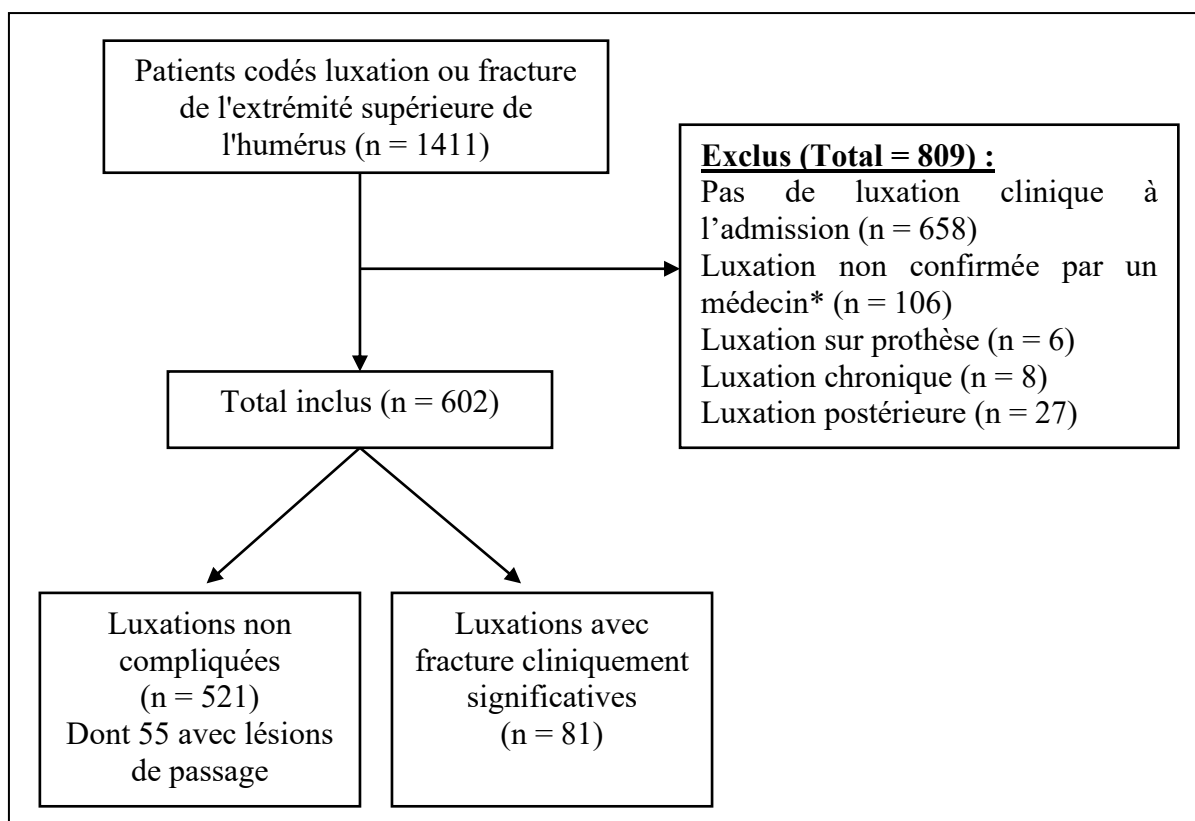 Patients codés luxation ou fracture
de l'extrémité supérieure de
l'humérus (n = 1411)
Exclus (Total = 809) :
Pas de luxation clinique à
l’admission (n = 658)
Luxation non confirmée par un
médecin* (n = 106)
Luxation sur prothèse (n = 6)
Luxation chronique (n = 8)
Luxation postérieure (n = 27)
Total inclus (n = 602)
Luxations non
compliquées
(n = 521)
Dont 55 avec lésions
de passage
Luxations avec
fracture cliniquement
significatives
(n = 81)